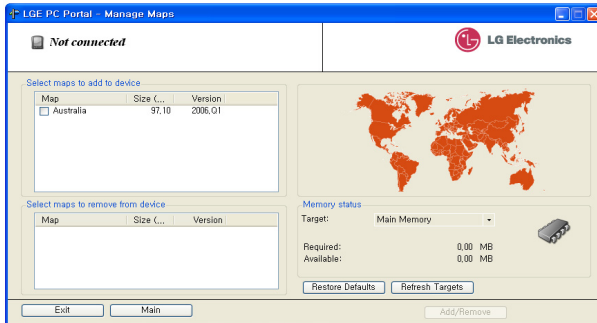 LGE PC Portal - Manage Maps
Not connected
LG Electronics
Select maps to add to device
Map Size (,,, Version
Australia 97,10 2006,Q1
Select maps to remove from device
Map Size (,,, Version
Memory status
Target: Main Memory
Required: 0,00 MB
Available: 0,00 MB
Restore Defaults Refresh Targets
Exit Main Add/Remove